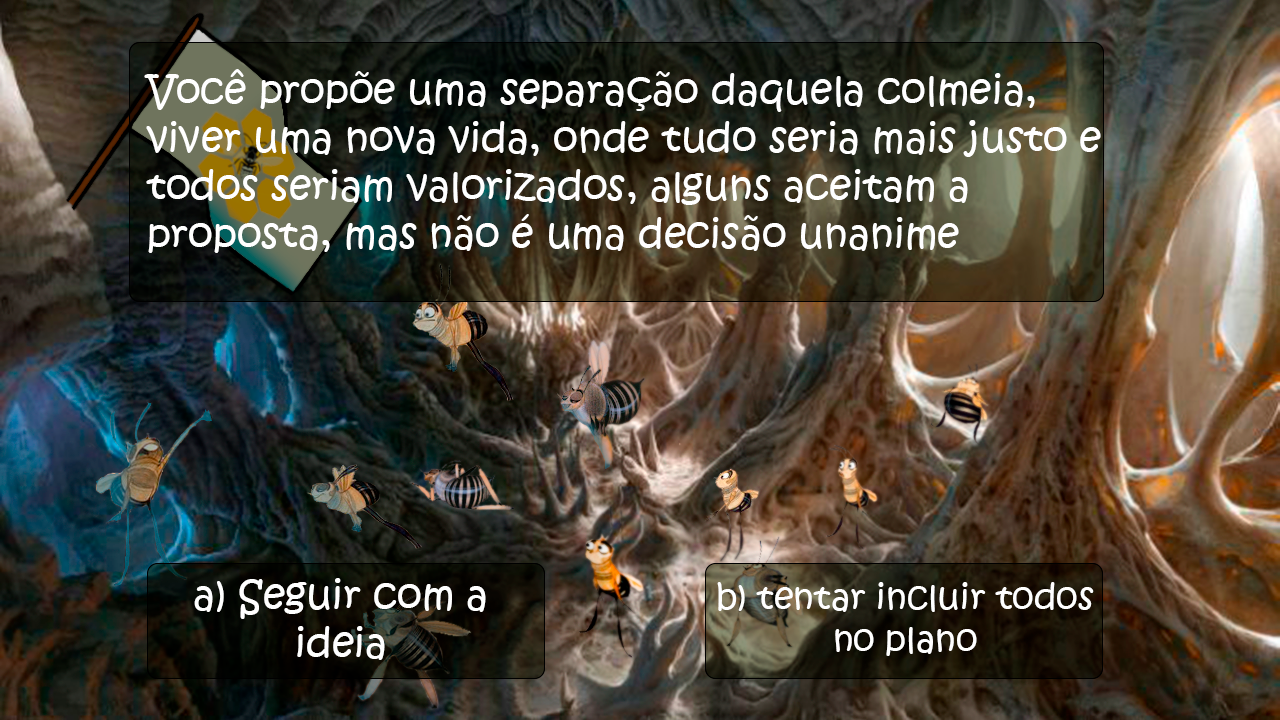 Você propõe uma separação daquela colmeia,
viver uma nova vida, onde tudo seria mais justo e
todos seriam valorizados, alguns aceitam a
proposta, mas não é uma decisão unanime
a) Seguir com a
ideia
b) tentar incluir todos
no plano